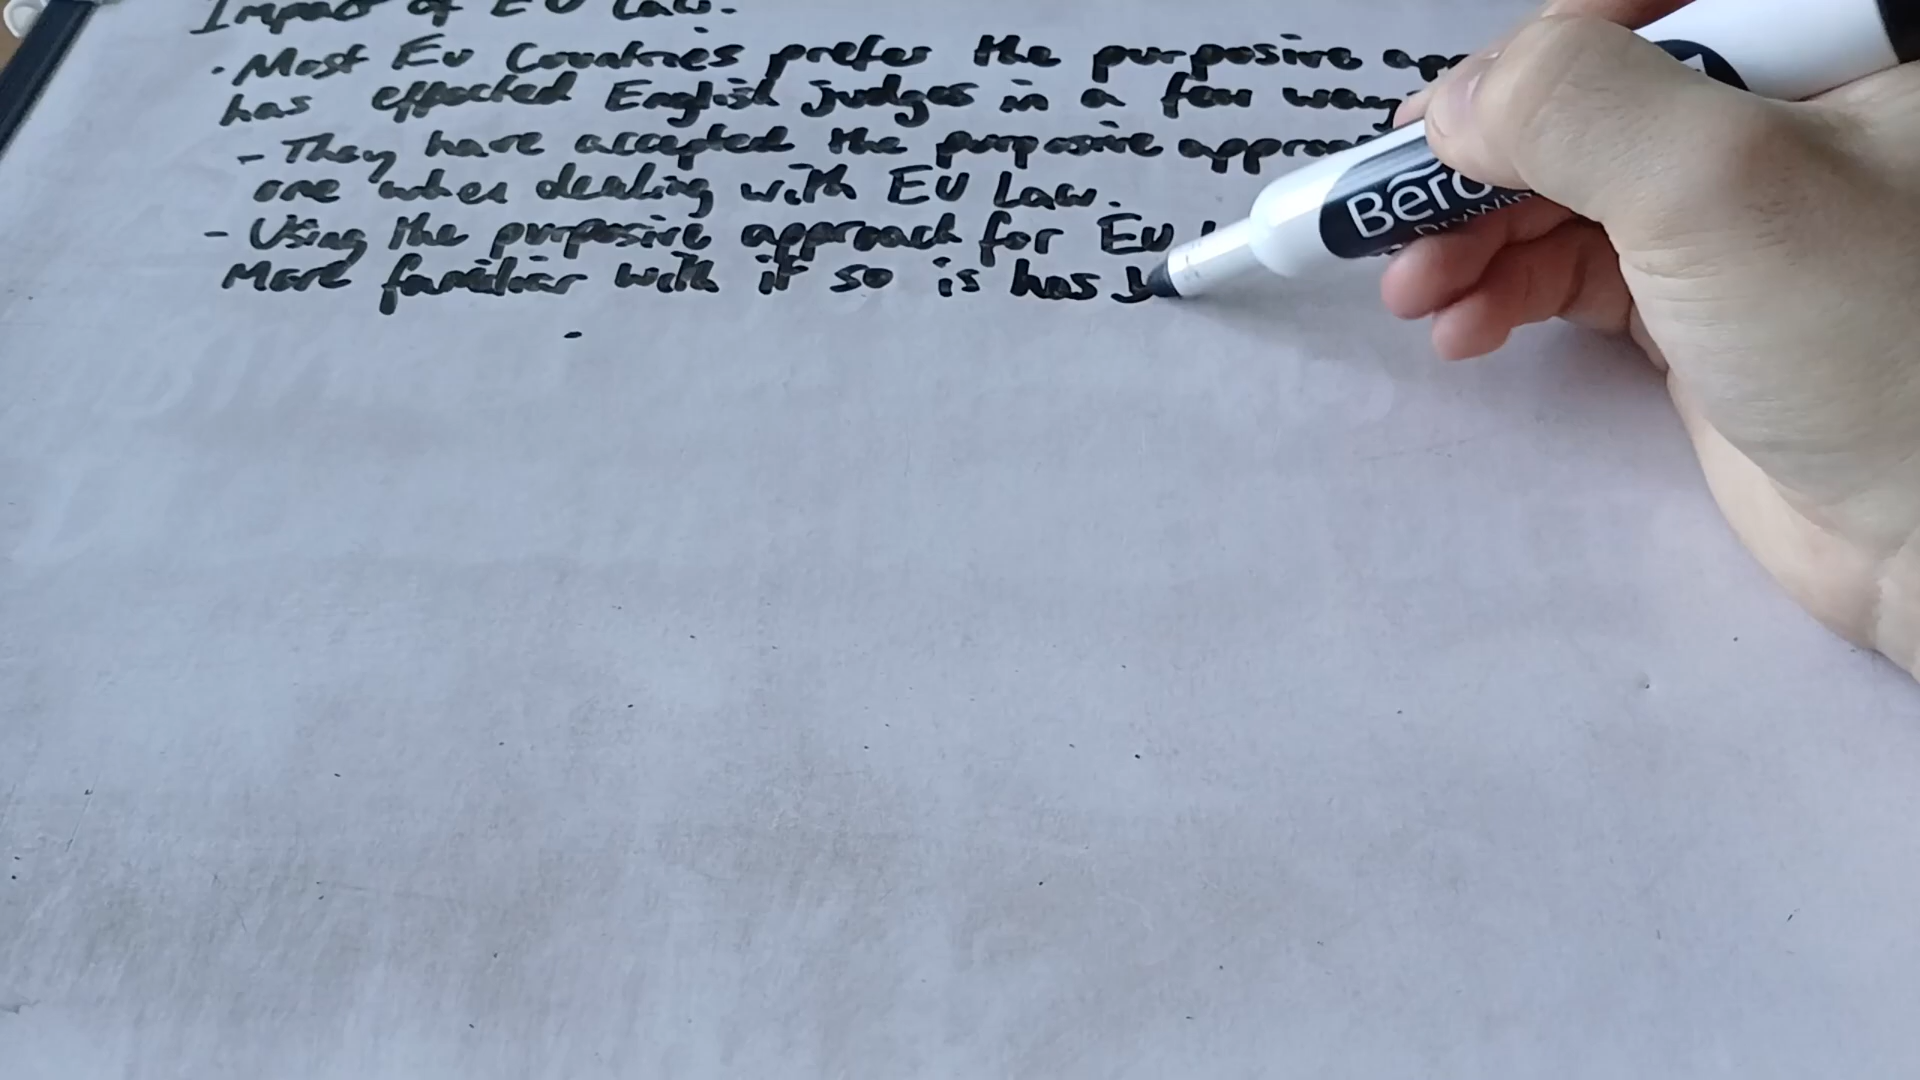 Impact of EU Law.
· Most EU Countries prefer the purposive
has effected English judges in a few
- They have accepted the purposive
one when dealing with EU Law.
- Using the purposive approach for EU
More familiar with it so is has
Bero
DryWip